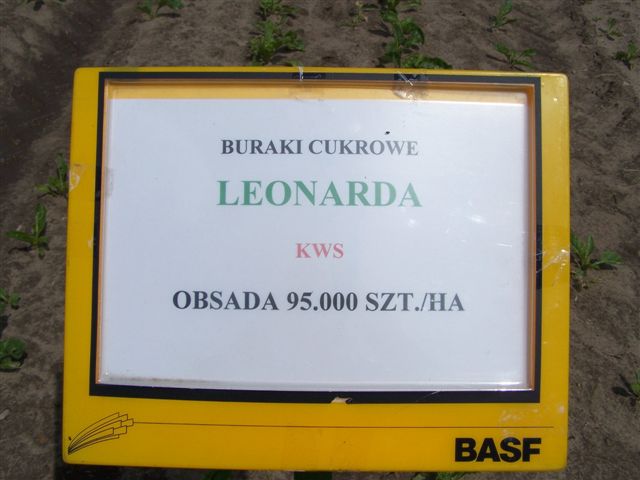 BURAKI CUKROWE
LEONARDA
KWS
OBSADA 95.000 SZT./HA
BASF